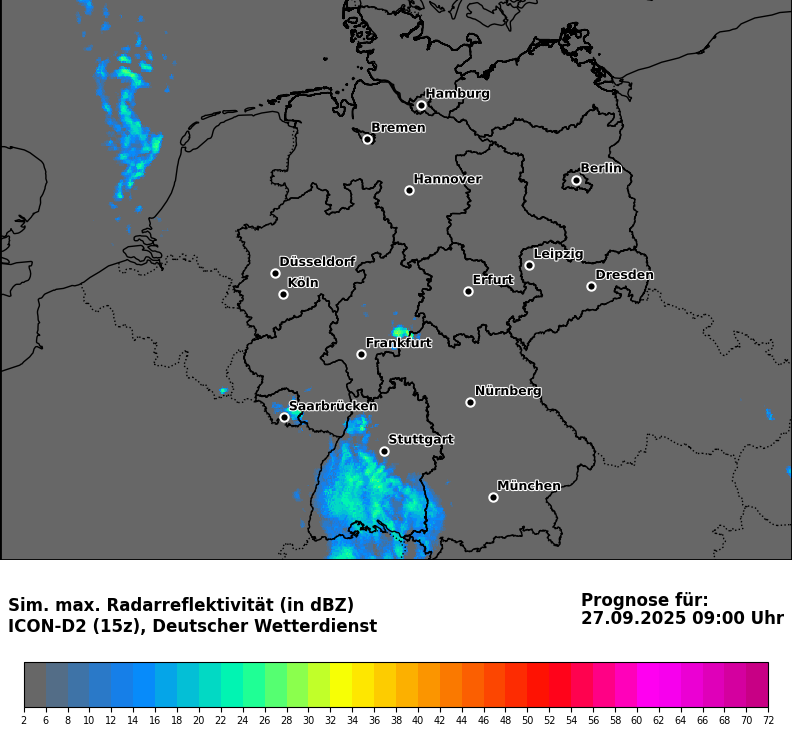 Hamburg
Bremen
Berlin
Hannover
Düsseldorf
Leipzig
Köln
Erfurt
Dresden
Frankfurt
Nürnberg
Saarbrücken
Stuttgart
München
Sim. max. Radarreflektivität (in dBZ)
ICON-D2 (15z), Deutscher Wetterdienst
Prognose für:
27.09.2025 09:00 Uhr
2 6 8 10 12 14 16 18 20 22 24 26 28 30 32 34 36 38 40 42 44 46 48 50 52 54 56 58 60 62 64 66 68 70 72